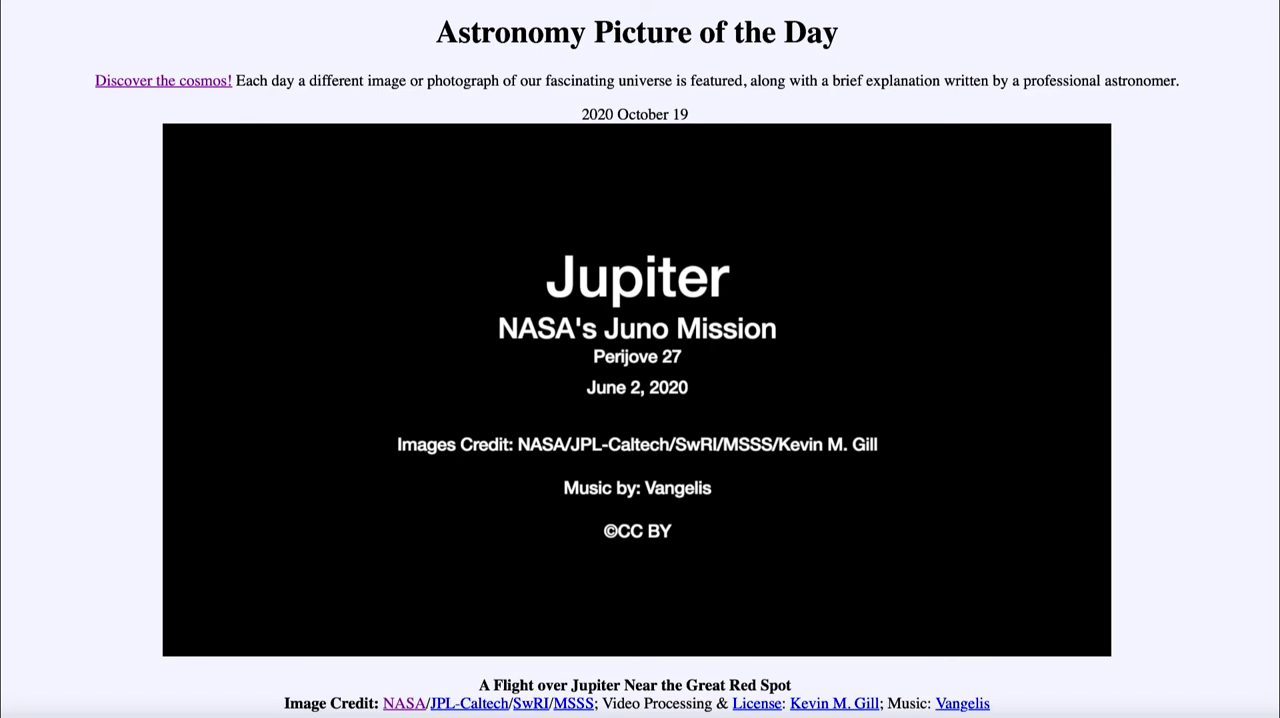 Astronomy Picture of the Day
Discover the cosmos! Each day a different image or photograph of our fascinating universe is featured, along with a brief explanation written by a professional astronomer.
2020 October 19
Jupiter
NASA's Juno Mission
Perijove 27
June 2, 2020
Images Credit: NASA/JPL-Caltech/SwRI/MSSS/Kevin M. Gill
Music by: Vangelis
©CC BY
A Flight over Jupiter Near the Great Red Spot
Image Credit: NASA/JPL-Caltech/SwRI/MSSS; Video Processing & License: Kevin M. Gill; Music: Vangelis